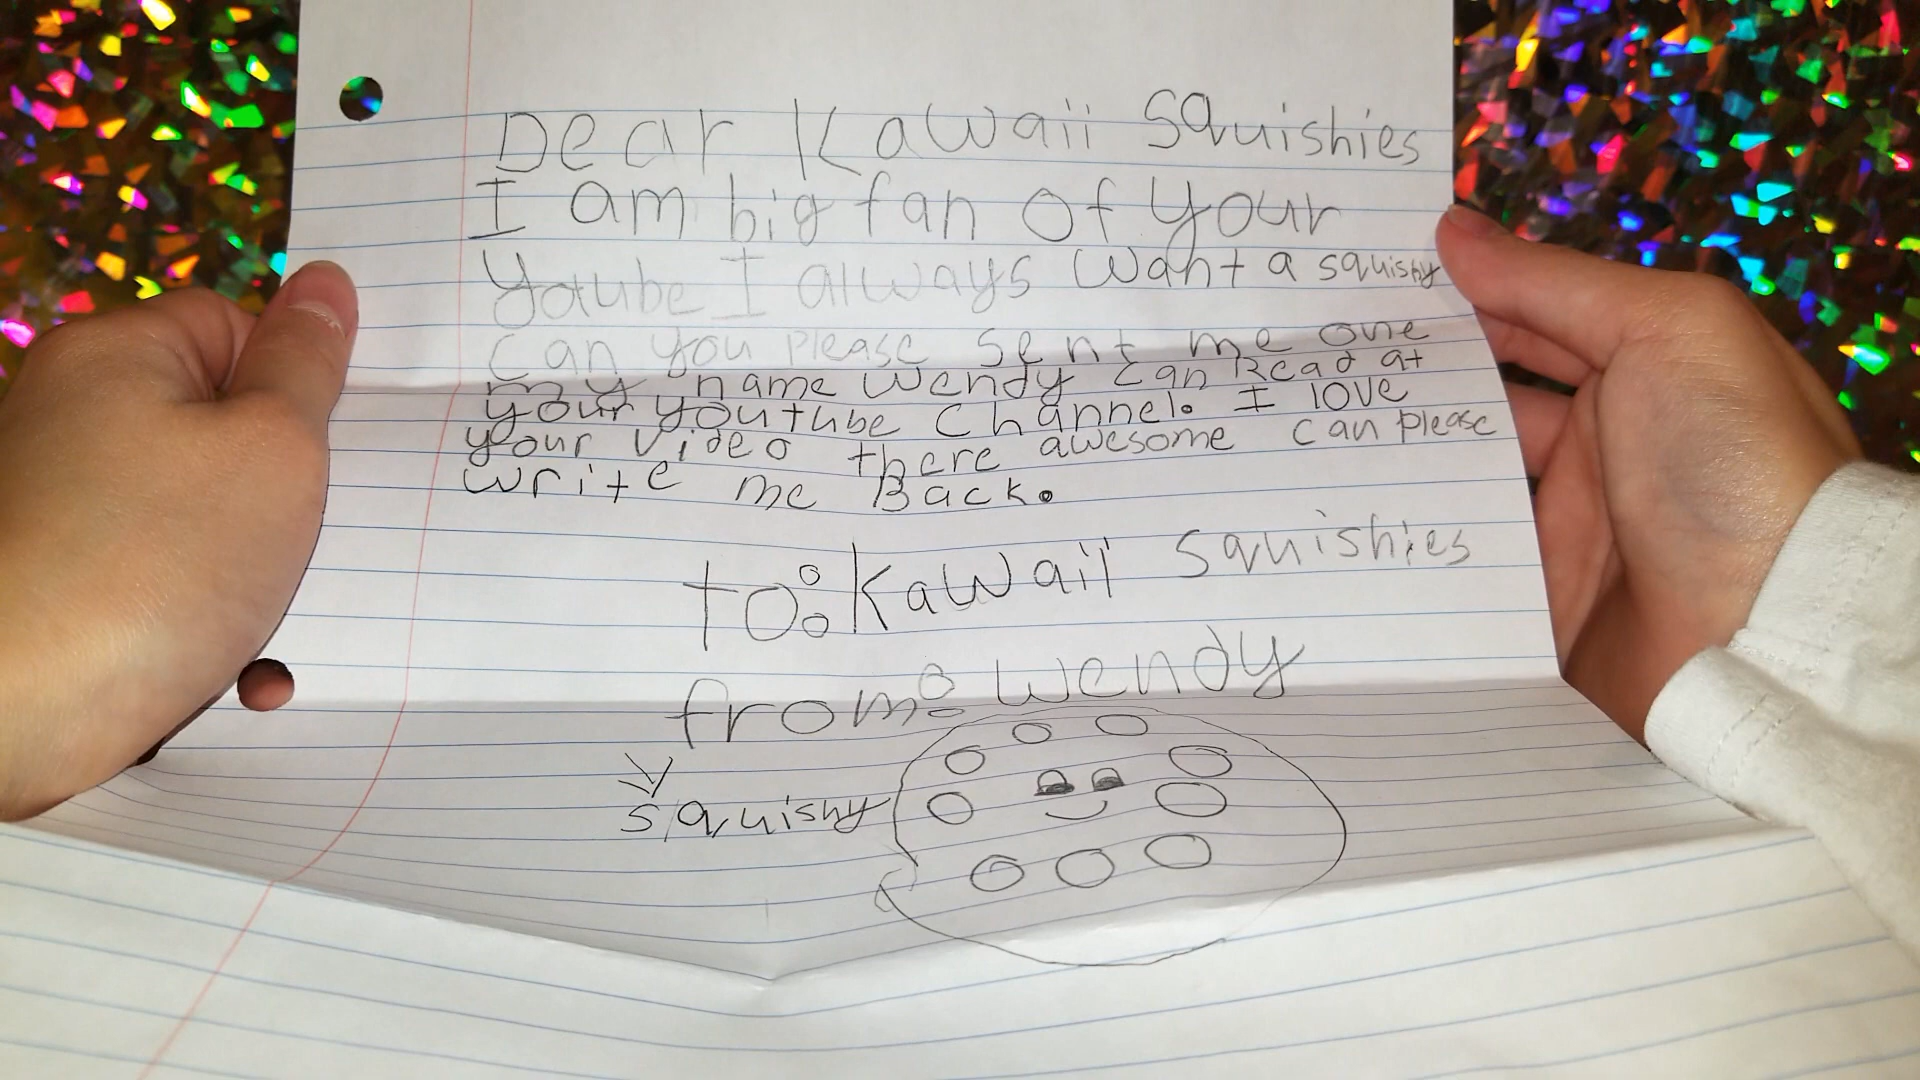 Dear Kawaii Squishies
I am big fan of your
Yotube I always want a squishy
can you please sent me one
my name wendy can Read at
your youtube channel. I love
your video there awesome can please
write me Back.
to: Kawaii squishies
from: wendy
squishy